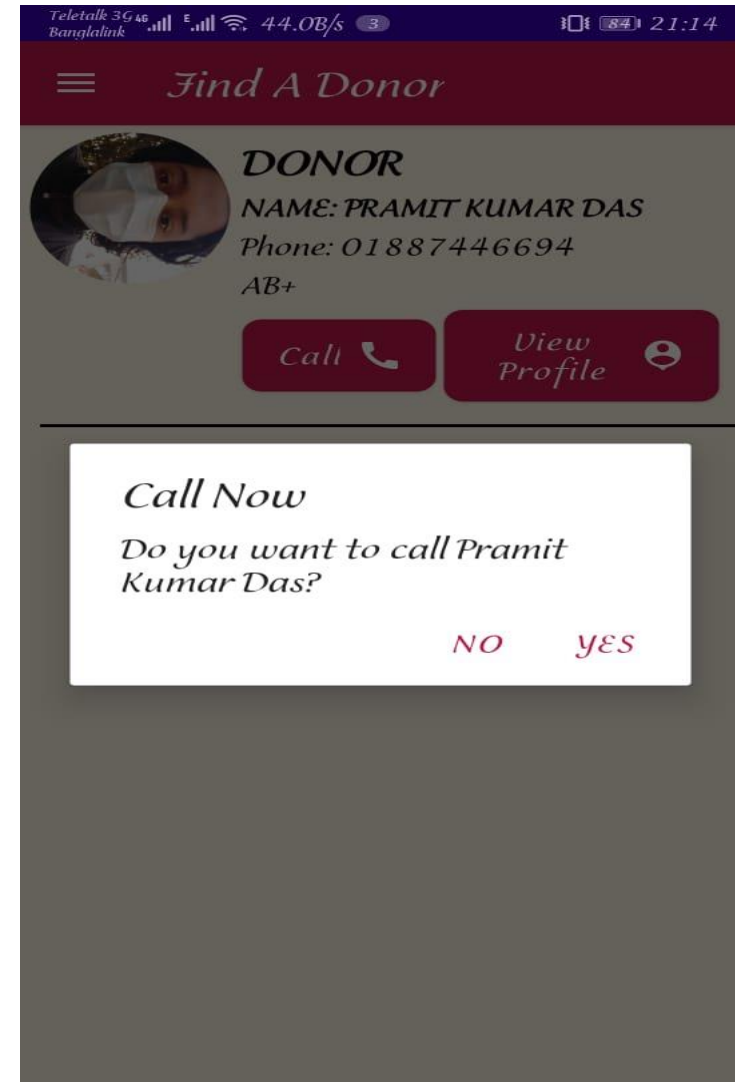 Teletalk 3G 4G E 44.0B/s 3 84 21:14
Banglalink
Find A Donor
DONOR
NAME: PRAMIT KUMAR DAS
Phone: 01887446694
AB+
Call
View
Profile
Call Now
Do you want to call Pramit
Kumar Das?
NO YES